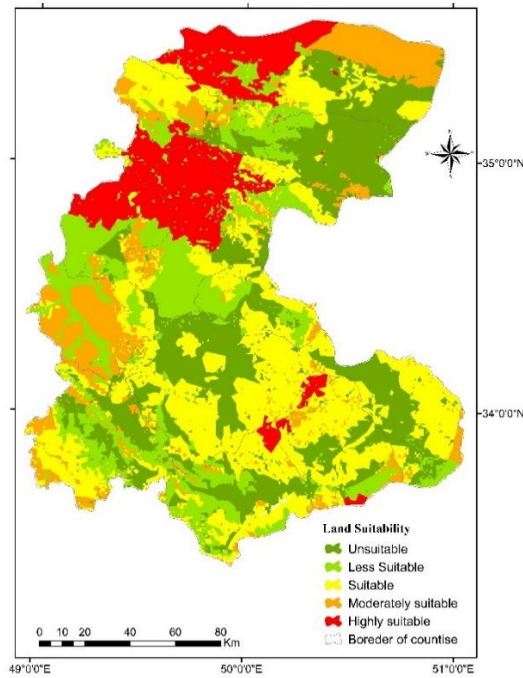 35°0'0"N
34°0'0"N
Land Suitability
Unsuitable
Less Suitable
Suitable
Moderately suitable
Highly suitable
Boreder of countise
0 5 10 20 40 60 80
Km
49°0'0"E 50°0'0"E 51°0'0"E